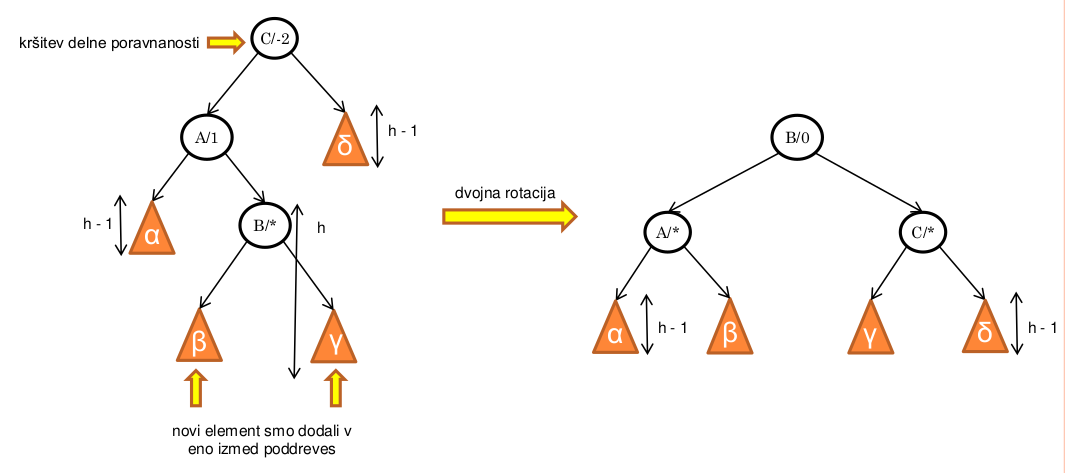 kršitev delne poravnanosti
C/-2
A/1
δ
h - 1
h - 1
α
B/*
h
β
γ
novi element smo dodali v
eno izmed poddreves
dvojna rotacija
B/0
A/*
C/*
α
h - 1
β
γ
δ
h - 1